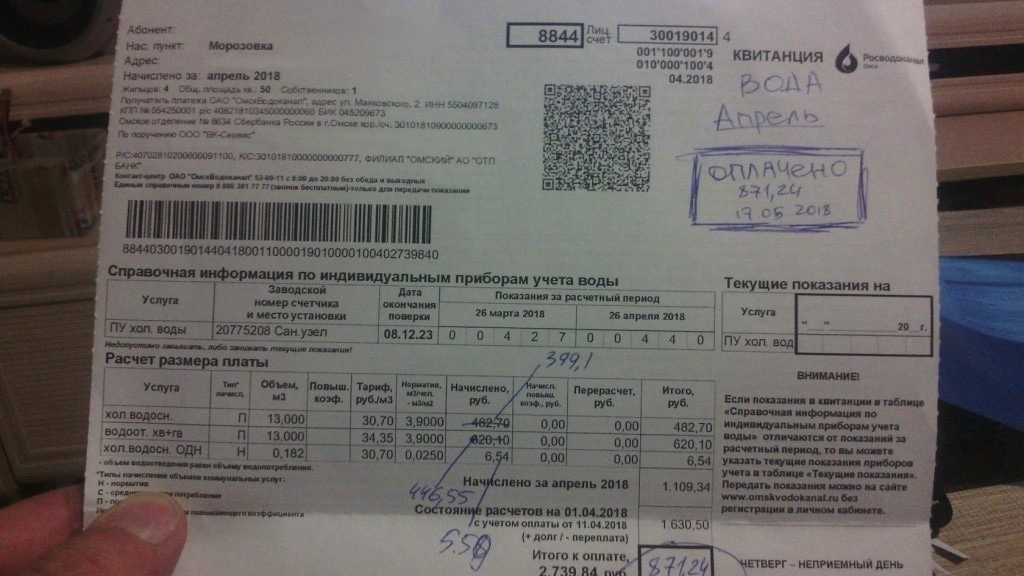 Абонент:
Нас. пункт: Морозовка
Адрес:
Начислено за: апрель 2018
Жильцов: 4 Общ. площадь кв.: 50 Собственников: 1
Получатель платежа ОАО "ОмскВодоканал", адрес ул. Маяковского, 2 ИНН 5504097128
КПП № 554250001 р/с 40821810345000000060 БИК 045209673
Омское отделение № 8634 Сбербанка России в г.Омске кор./сч. 30101810900000000673
По поручению ООО "ВК-Сервис"
Р/С:40702810200600091100, К/С:30101810000000000777, ФИЛИАЛ "ОМСКИЙ" АО "ОТП
БАНК"
Контакт-центр ОАО "ОмскВодоканал" 53-00-11 с 8:00 до 20:00 без обеда и выходных
Единый справочный номер 8 800 381 77 77 (звонок бесплатный)-только для передачи показаний
8844 Лиц. счет 30019014 4
001'100'001'9
010'000'100'4
04.2018
КВИТАНЦИЯ
Росводоканал
Омск
ВОДА
Апрель
ОПЛАЧЕНО
871,24
17.05 2018
8844030019014404180011000019010000100402739840
Справочная информация по индивидуальным приборам учета воды
Услуга Заводской номер счетчика и место установки Дата окончания поверки Показания за расчетный период
26 марта 2018 26 апреля 2018
ПУ хол. воды 20775208 Сан.узел 08.12.23 0 0 4 2 7 0 0 4 4 0
Недопустимо завышать, либо занижать текущие показания!
Текущие показания на
Услуга " " 20 г.
ПУ хол. вод
Расчет размера платы
399,1
Услуга Тип* начисл. Объем, м3 Повыш. коэф. Тариф, руб./м3 Норматив, м3/чел. - м3/м2 Начислено, руб. Начисл. повыш. коэф., руб. Перерасчет, руб. Итого, руб.
хол.водосн. П 13,000 30,70 3,9000 482,70 0,00 0,00 482,70
водоот. хв+гв П 13,000 34,35 3,9000 620,10 0,00 0,00 620,10
хол.водосн. ОДН Н 0,182 30,70 0,0250 6,54 0,00 0,00 6,54
- объем водоотведения равен объему водопотребления.
*Типы начисления объемов коммунальных услуг:
Н - норматив
Начислено за апрель 2018 1.109,34
446,55
Состояние расчетов на 01.04.2018
с учетом оплаты от 11.04.2018 1.630,50
(+ долг / - переплата)
Итого к оплате,
2.739,84 руб
871,24
ВНИМАНИЕ!
Если показания в квитанции в таблице
«Справочная информация по
индивидуальным приборам учета
воды» отличаются от показаний за
расчетный период, то вы можете
указать текущие показания приборов
учета в таблице «Текущие показания».
Передать показания можно на сайте
www.omskvodokanal.ru без
регистрации в личном кабинете.
ЧЕТВЕРГ – НЕПРИЕМНЫЙ ДЕНЬ